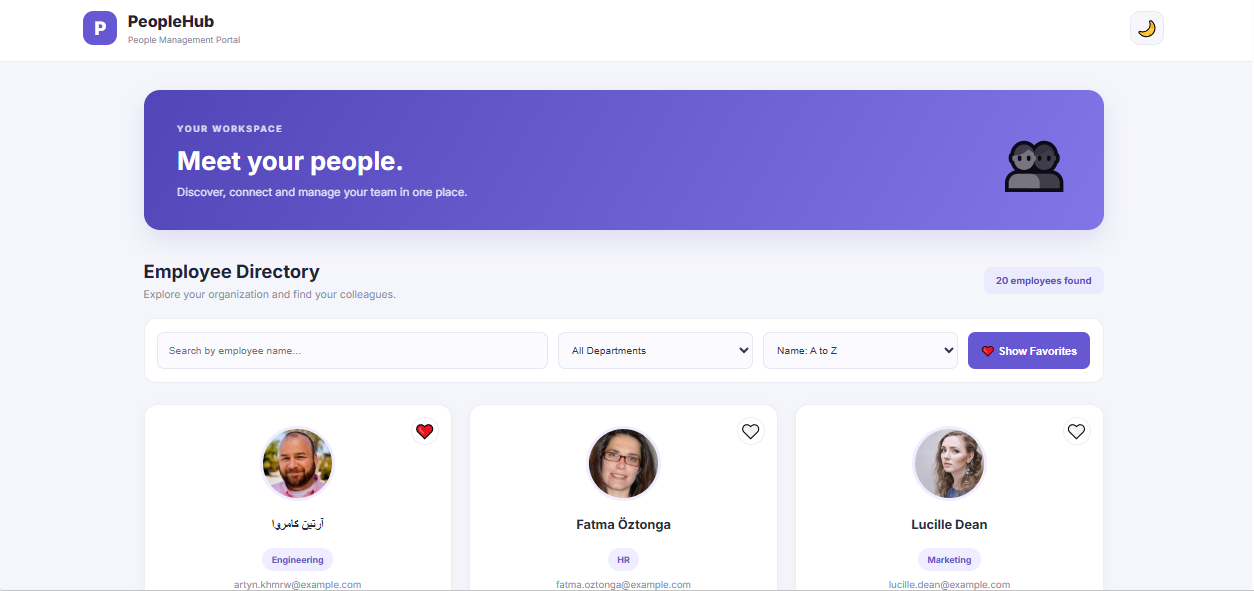 P
PeopleHub
People Management Portal
YOUR WORKSPACE
Meet your people.
Discover, connect and manage your team in one place.
Employee Directory
Explore your organization and find your colleagues.
20 employees found
Search by employee name...
All Departments
Name: A to Z
Show Favorites
آرتین كامروا
Engineering
artyn.khmrw@example.com
Fatma Öztonga
HR
fatma.oztonga@example.com
Lucille Dean
Marketing
lucille.dean@example.com